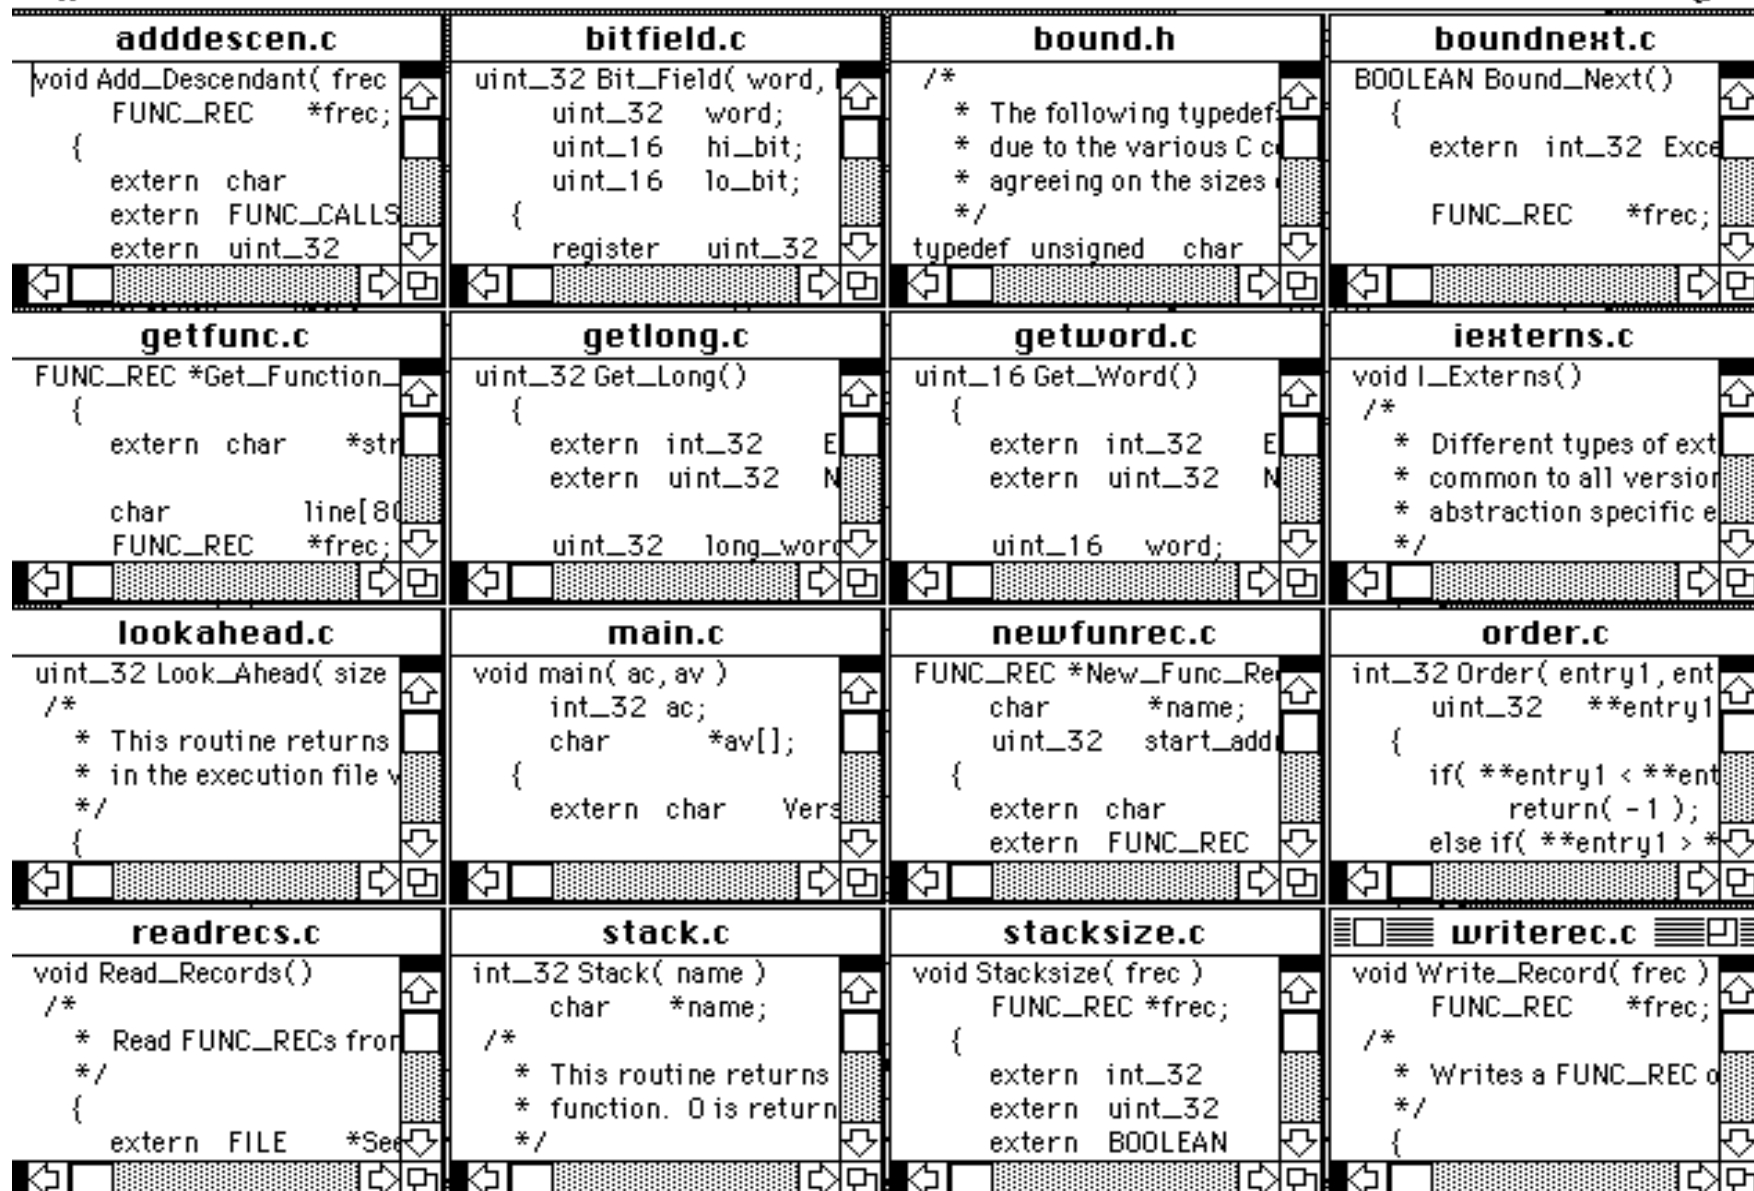 adddescen.c
void Add_Descendant( frec
FUNC_REC *frec;
{
extern char
extern FUNC_CALLS
extern uint_32
bitfield.c
uint_32 Bit_Field( word,
uint_32 word;
uint_16 hi_bit;
uint_16 lo_bit;
{
register uint_32
bound.h
/*
* The following typedef
* due to the various C
* agreeing on the sizes
*/
typedef unsigned char
boundnext.c
BOOLEAN Bound_Next()
{
extern int_32 Exce
FUNC_REC *frec;
getfunc.c
FUNC_REC *Get_Function_
{
extern char *str
char line[80
FUNC_REC *frec;
getlong.c
uint_32 Get_Long()
{
extern int_32 E
extern uint_32 N
uint_32 long_word
getword.c
uint_16 Get_Word()
{
extern int_32 E
extern uint_32 N
uint_16 word;
iexterns.c
void I_Externs()
/*
* Different types of ext
* common to all version
* abstraction specific e
*/
lookahead.c
uint_32 Look_Ahead( size
/*
* This routine returns
* in the execution file
*/
{
main.c
void main( ac, av )
int_32 ac;
char *av[];
{
extern char Vers
newfunrec.c
FUNC_REC *New_Func_Re
char *name;
uint_32 start_add
{
extern char
extern FUNC_REC
order.c
int_32 Order( entry1, ent
uint_32 **entry1
{
if( **entry1 < **ent
return( -1 );
else if( **entry1 > *
readrecs.c
void Read_Records()
/*
* Read FUNC_RECs from
*/
{
extern FILE *See
stack.c
int_32 Stack( name )
char *name;
/*
* This routine returns
* function. 0 is return
*/
stacksize.c
void Stacksize( frec )
FUNC_REC *frec;
{
extern int_32
extern uint_32
extern BOOLEAN
writerec.c
void Write_Record( frec )
FUNC_REC *frec;
/*
* Writes a FUNC_REC o
*/
{